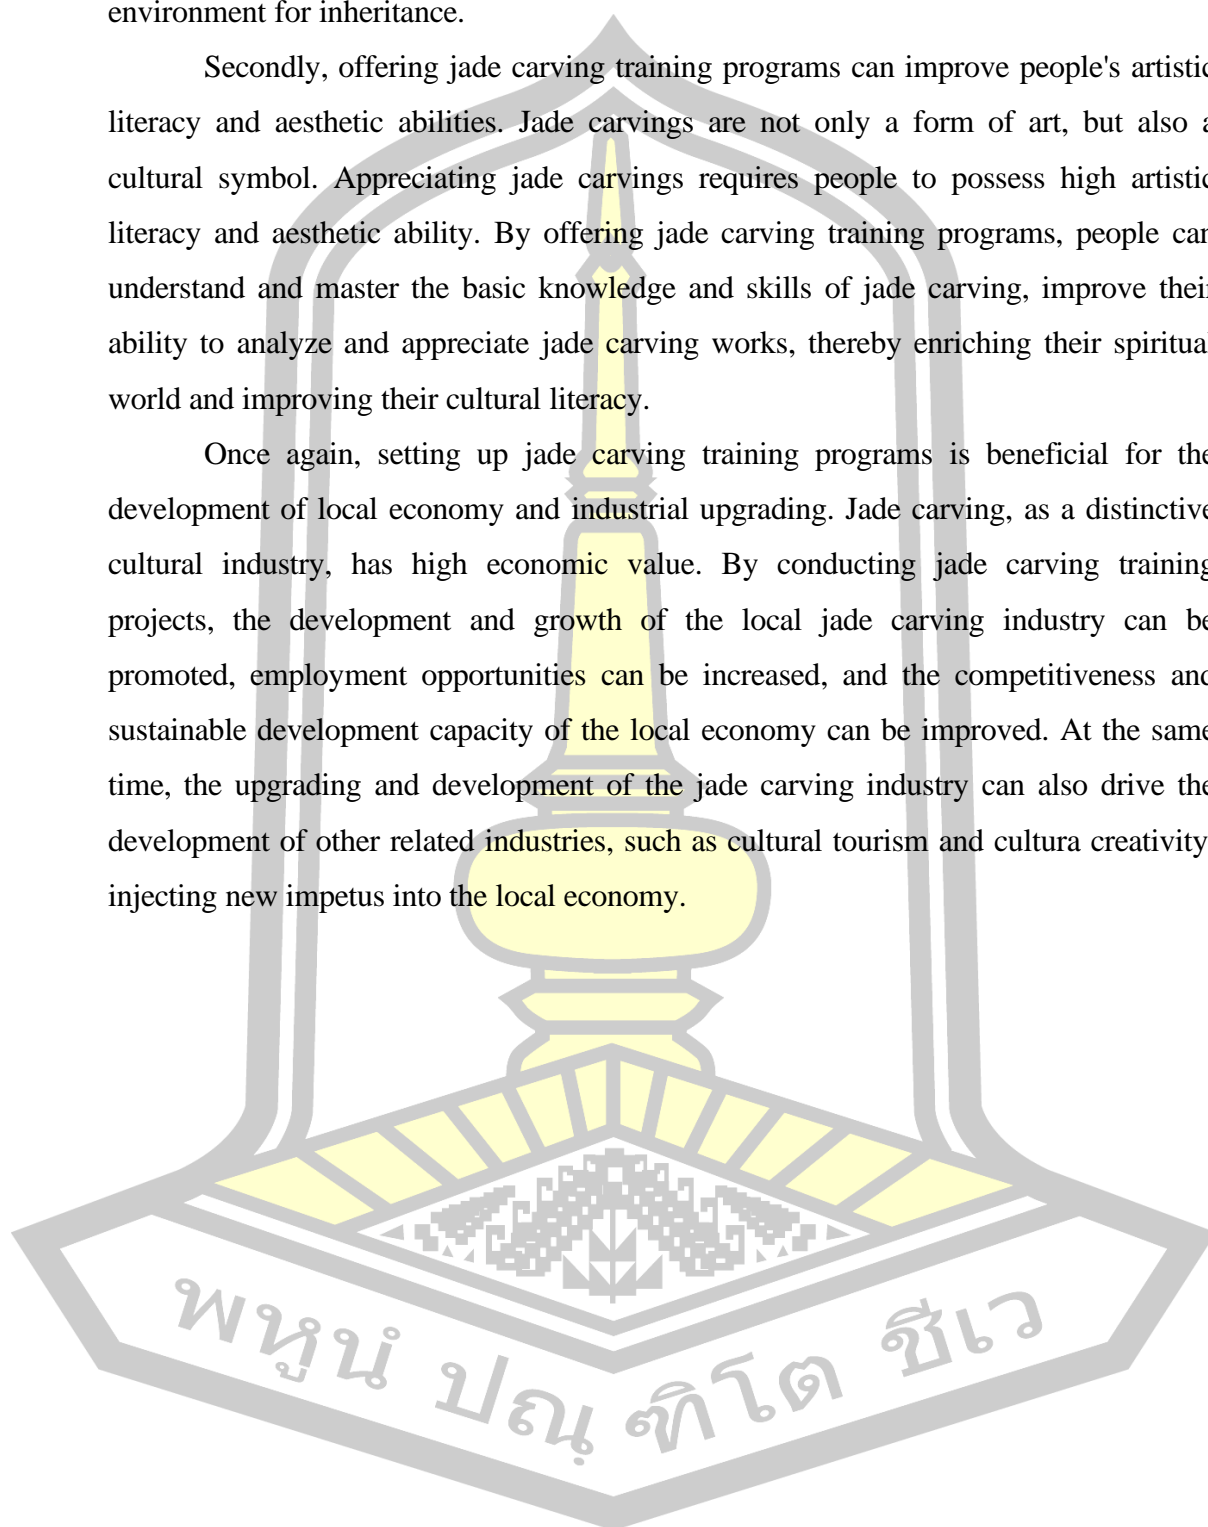 environment for inheritance.
Secondly, offering jade carving training programs can improve people's artistic
literacy and aesthetic abilities. Jade carvings are not only a form of art, but also a
cultural symbol. Appreciating jade carvings requires people to possess high artistic
literacy and aesthetic ability. By offering jade carving training programs, people can
understand and master the basic knowledge and skills of jade carving, improve their
ability to analyze and appreciate jade carving works, thereby enriching their spiritual
world and improving their cultural literacy.
Once again, setting up jade carving training programs is beneficial for the
development of local economy and industrial upgrading. Jade carving, as a distinctive
cultural industry, has high economic value. By conducting jade carving training
projects, the development and growth of the local jade carving industry can be
promoted, employment opportunities can be increased, and the competitiveness and
sustainable development capacity of the local economy can be improved. At the same
time, the upgrading and development of the jade carving industry can also drive the
development of other related industries, such as cultural tourism and cultura creativity
injecting new impetus into the local economy.
พหูนํ ปณฺฑิโต ชีเว